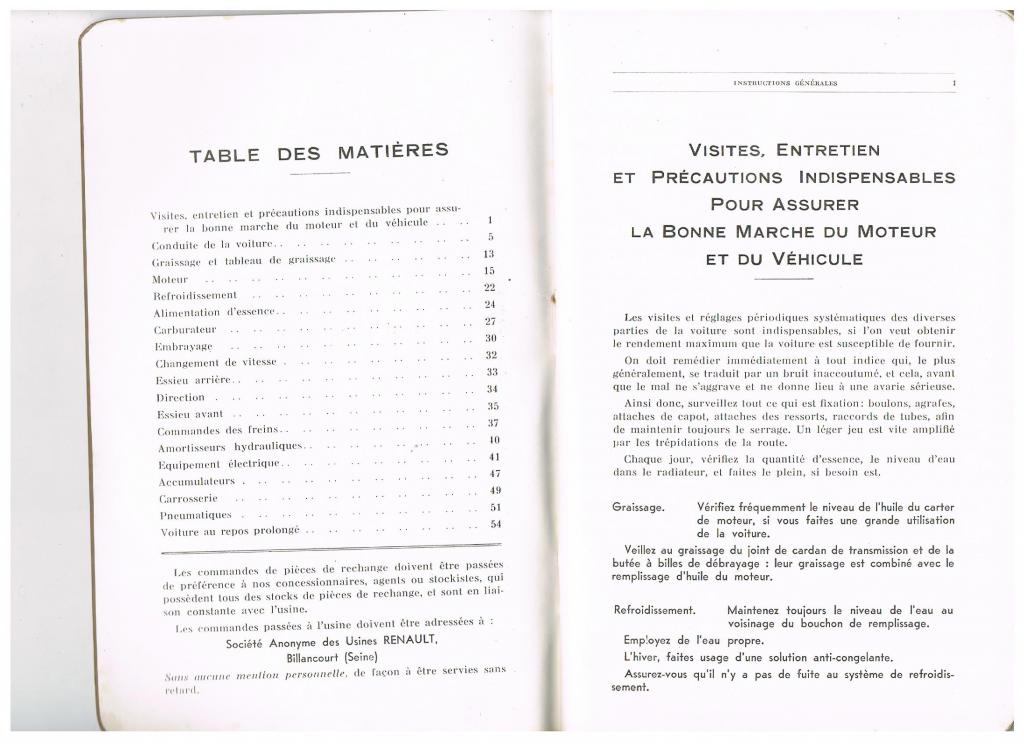 TABLE DES MATIÈRES
Visites, entretien et précautions indispensables pour assu-
rer la bonne marche du moteur et du véhicule .. .. 1
Conduite de la voiture.. .. .. .. .. .. .. .. 5
Graissage et tableau de graissage .. .. .. .. .. 13
Moteur .. .. .. .. .. .. .. .. .. .. 15
Refroidissement .. .. .. .. .. .. .. .. .. 22
Alimentation d'essence.. .. .. .. .. .. .. .. 24
Carburateur .. .. .. .. .. .. .. .. .. 27
Embrayage .. .. .. .. .. .. .. .. .. 30
Changement de vitesse . .. .. .. .. .. .. .. 32
Essieu arrière.. .. .. .. .. .. .. .. .. .. 33
Direction . .. .. .. .. .. .. .. .. .. 34
Essieu avant .. .. .. .. .. .. .. .. .. 35
Commandes des freins.. .. .. .. .. .. .. .. 37
Amortisseurs hydrauliques.. .. .. .. .. .. .. 40
Equipement électrique.. .. .. .. .. .. .. .. 41
Accumulateurs . .. .. .. .. .. .. .. .. 47
Carrosserie .. .. .. .. .. .. .. .. .. 49
Pneumatiques . .. .. .. .. .. .. .. .. 51
Voiture au repos prolongé .. .. .. .. .. .. .. 54
Les commandes de pièces de rechange doivent être passées
de préférence à nos concessionnaires, agents ou stockistes, qui
possèdent tous des stocks de pièces de rechange, et sont en liai-
son constante avec l'usine.
Les commandes passées à l'usine doivent être adressées à :
Société Anonyme des Usines RENAULT,
Billancourt (Seine)
Sans aucune mention personnelle, de façon à être servies sans
retard.
INSTRUCTIONS GÉNÉRALES 1
VISITES, ENTRETIEN
ET PRÉCAUTIONS INDISPENSABLES
POUR ASSURER
LA BONNE MARCHE DU MOTEUR
ET DU VÉHICULE
Les visites et réglages périodiques systématiques des diverses
parties de la voiture sont indispensables, si l'on veut obtenir
le rendement maximum que la voiture est susceptible de fournir.
On doit remédier immédiatement à tout indice qui, le plus
généralement, se traduit par un bruit inaccoutumé, et cela, avant
que le mal ne s'aggrave et ne donne lieu à une avarie sérieuse.
Ainsi donc, surveillez tout ce qui est fixation: boulons, agrafes,
attaches de capot, attaches des ressorts, raccords de tubes, afin
de maintenir toujours le serrage. Un léger jeu est vite amplifié
par les trépidations de la route.
Chaque jour, vérifiez la quantité d'essence, le niveau d'eau
dans le radiateur, et faites le plein, si besoin est.
Graissage. Vérifiez fréquemment le niveau de l'huile du carter
de moteur, si vous faites une grande utilisation
de la voiture.
Veillez au graissage du joint de cardan de transmission et de la
butée à billes de débrayage : leur graissage est combiné avec le
remplissage d'huile du moteur.
Refroidissement. Maintenez toujours le niveau de l'eau au
voisinage du bouchon de remplissage.
Employez de l'eau propre.
L'hiver, faites usage d'une solution anti-congelante.
Assurez-vous qu'il n'y a pas de fuite au système de refroidis-
sement.